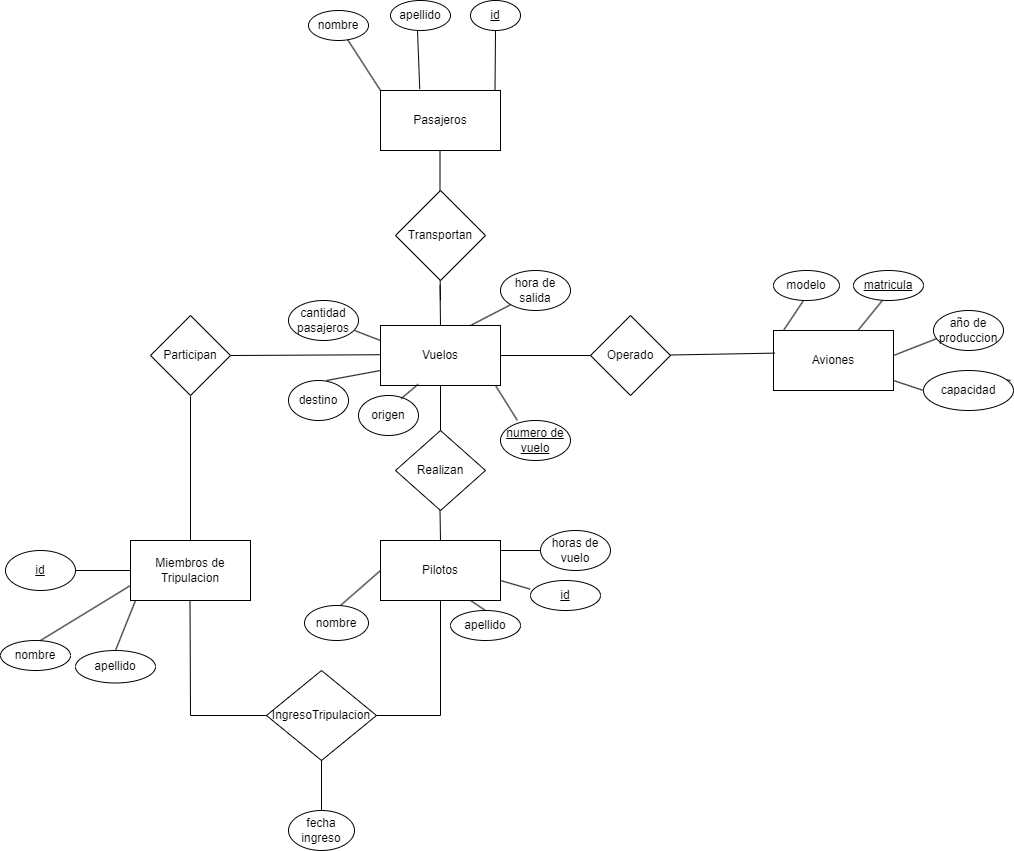 nombre
apellido
id
Pasajeros
Transportan
hora de
salida
cantidad
pasajeros
modelo
matricula
año de
produccion
Participan
Vuelos
Operado
Aviones
capacidad
destino
origen
numero de
vuelo
Realizan
id
Miembros de
Tripulacion
Pilotos
horas de
vuelo
id
nombre
apellido
nombre
apellido
IngresoTripulacion
fecha
ingreso